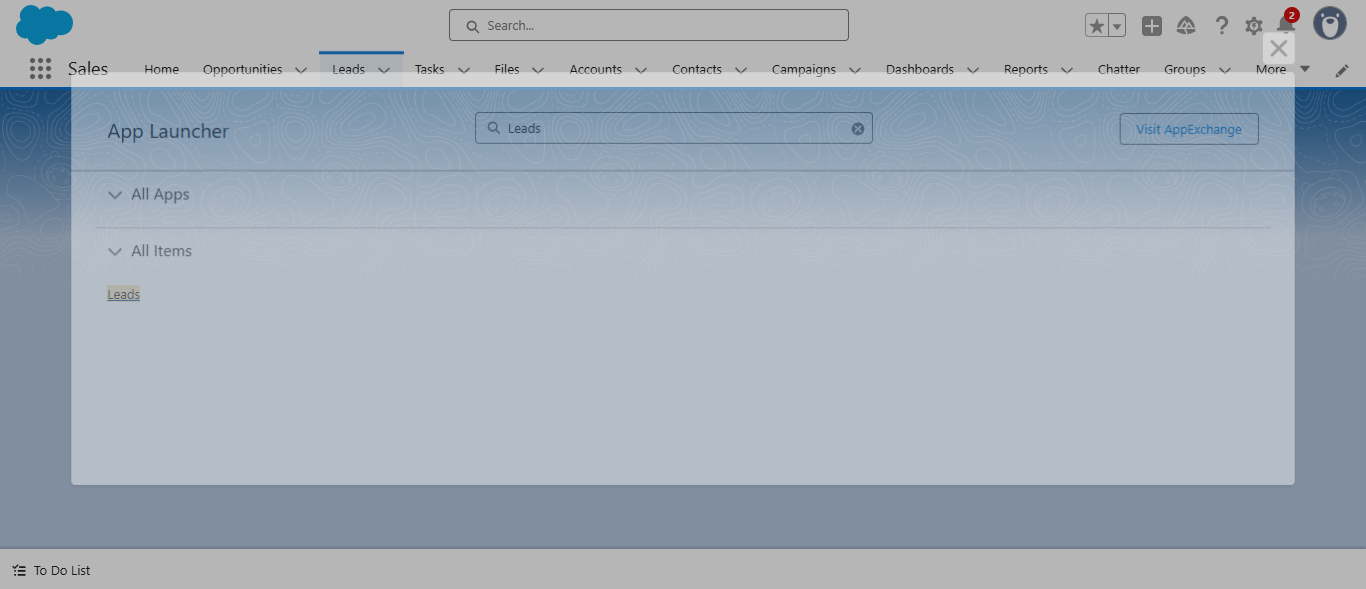 Search...
2
Sales Home Opportunities Leads Tasks Files Accounts Contacts Campaigns Dashboards Reports Chatter Groups More
App Launcher Leads Visit AppExchange
All Apps
All Items
Leads
To Do List